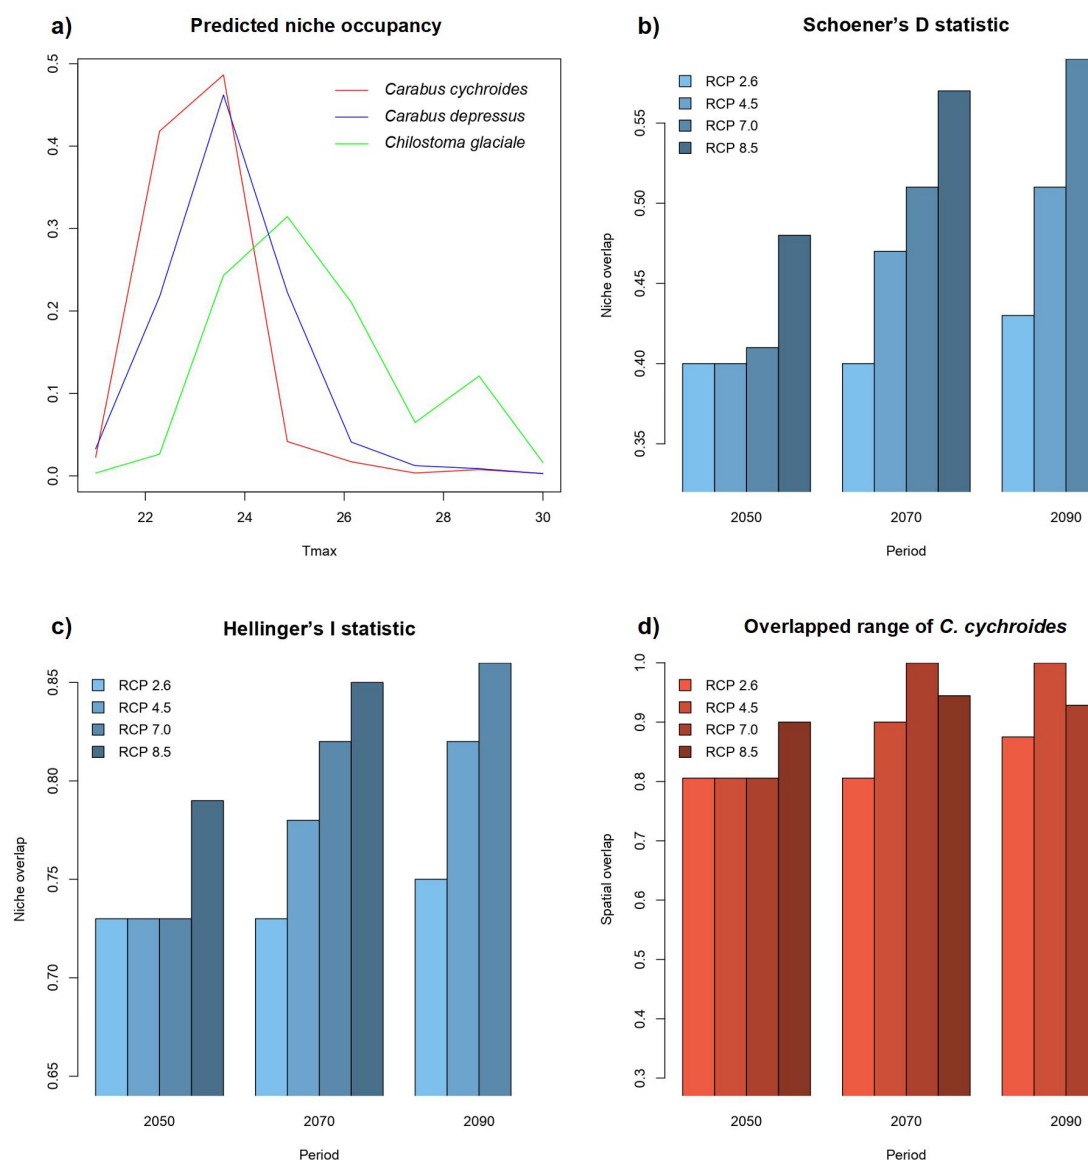 a)
Predicted niche occupancy
Carabus cychroides
Carabus depressus
Chilostoma glaciale
0.5
0.4
0.3
0.2
0.1
0.0
22 24 26 28 30
Tmax
b)
Schoener's D statistic
RCP 2.6
RCP 4.5
RCP 7.0
RCP 8.5
Niche overlap
0.55
0.50
0.45
0.40
0.35
2050 2070 2090
Period
c)
Hellinger's I statistic
RCP 2.6
RCP 4.5
RCP 7.0
RCP 8.5
Niche overlap
0.85
0.80
0.75
0.70
0.65
2050 2070 2090
Period
d)
Overlapped range of C. cychroides
RCP 2.6
RCP 4.5
RCP 7.0
RCP 8.5
Spatial overlap
1.0
0.9
0.8
0.7
0.6
0.5
0.4
0.3
2050 2070 2090
Period